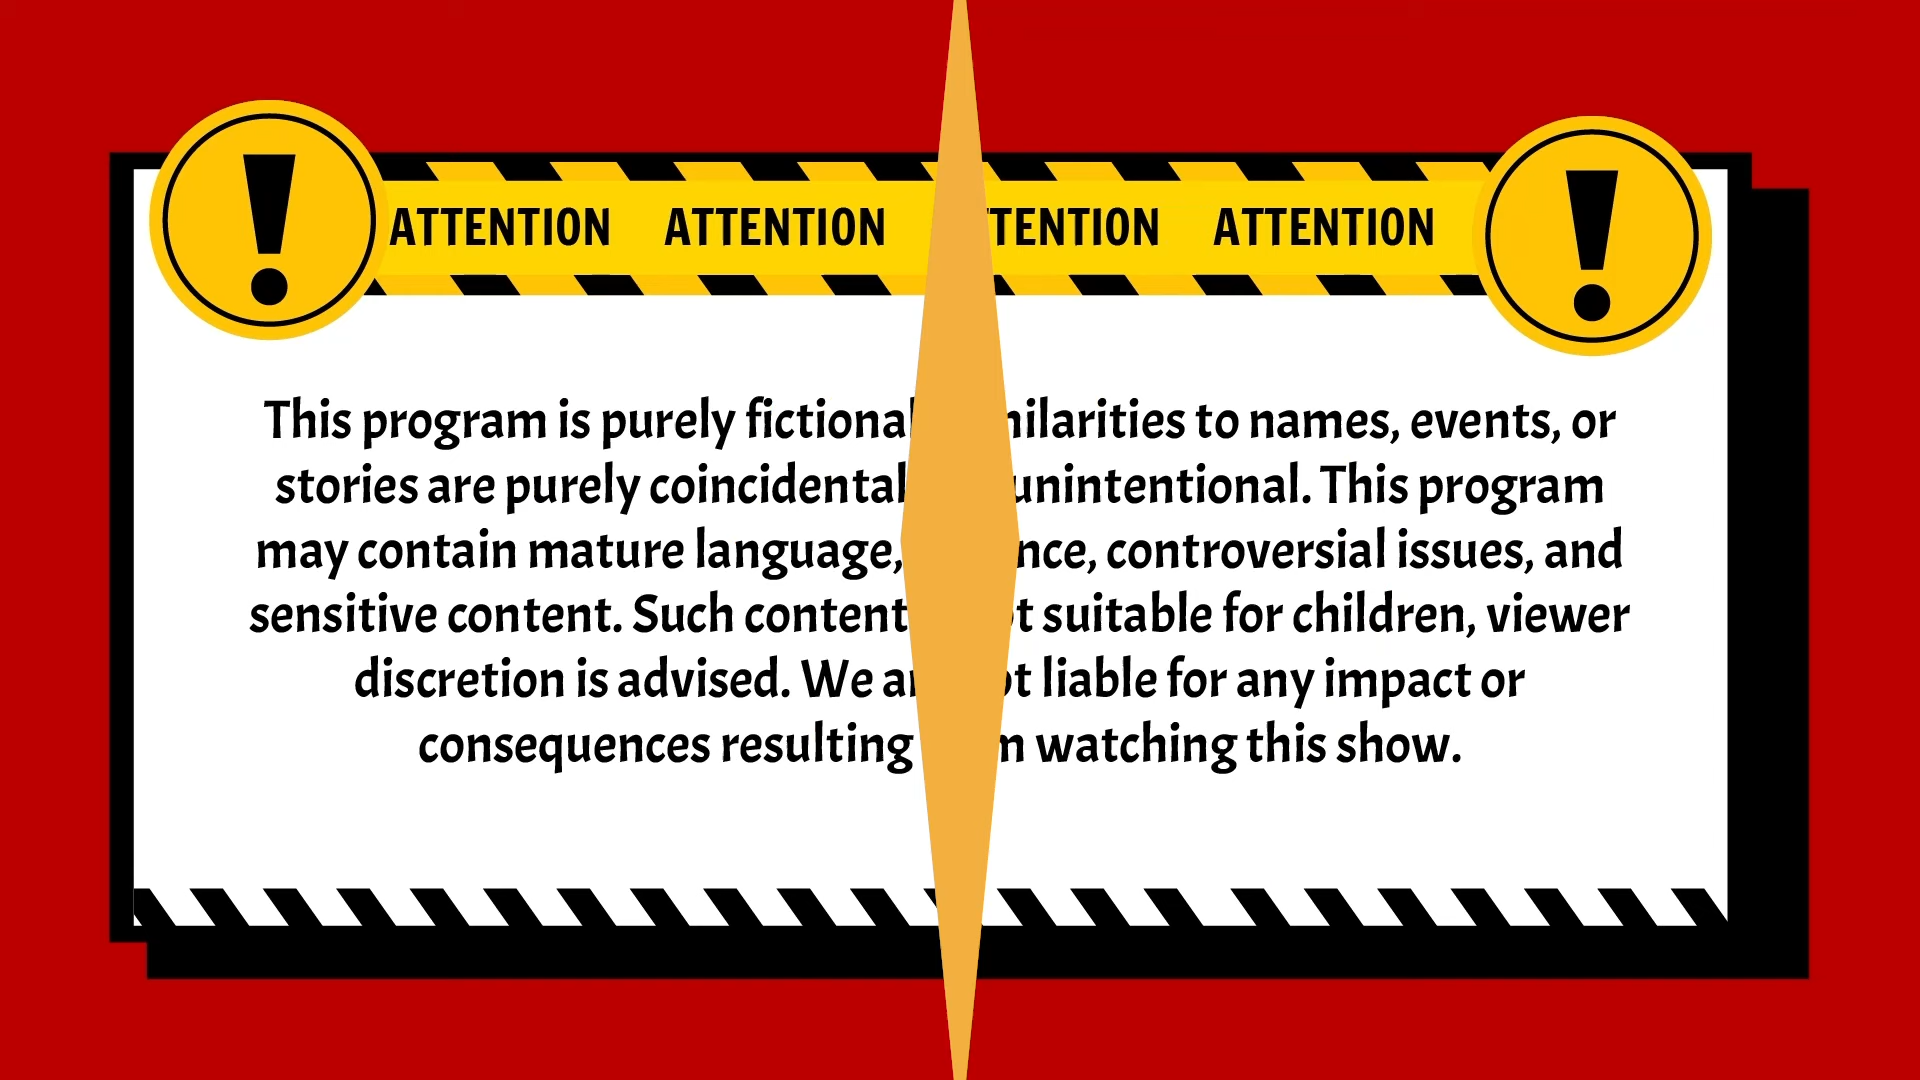 ATTENTION ATTENTION TENTION ATTENTION
This program is purely fictional similarities to names, events, or
stories are purely coincidental unintentional. This program
may contain mature language, controversial issues, and
sensitive content. Such content suitable for children, viewer
discretion is advised. We liable for any impact or
consequences resulting watching this show.